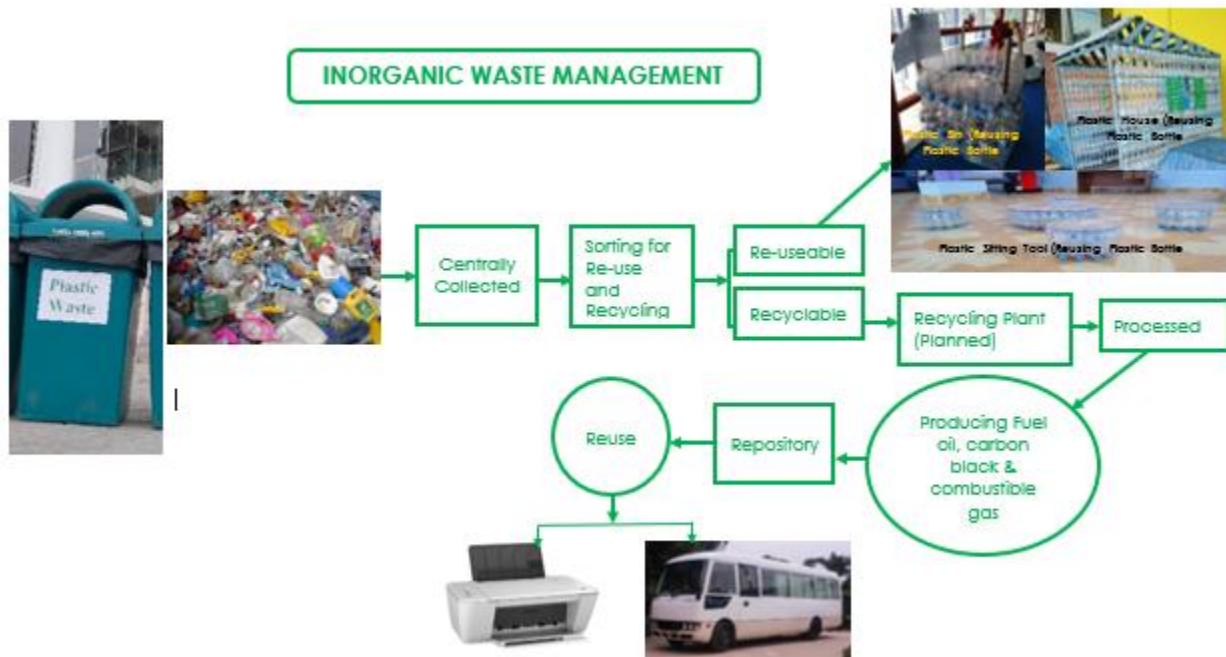 INORGANIC WASTE MANAGEMENT
Plastic Bin (Reusing
Plastic Bottle
Plastic House (Reusing
Plastic Bottle
Plastic Sitting Tool (Reusing Plastic Bottle
Plastic
Waste
Centrally
Collected
Sorting for
Re-use
and
Recycling
Re-useable
Recyclable
Recycling Plant
(Planned)
Processed
Producing Fuel
oil, carbon
black &
combustible
gas
Repository
Reuse